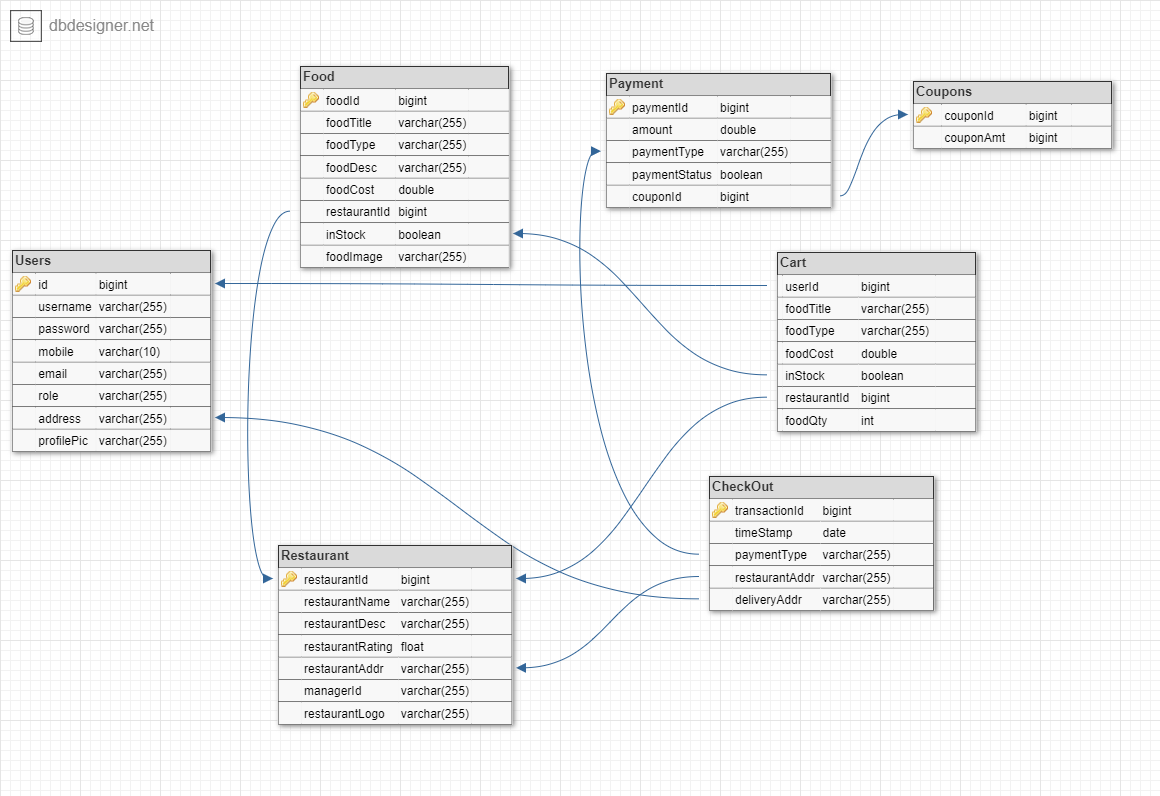 dbdesigner.net
Food
foodId bigint
foodTitle varchar(255)
foodType varchar(255)
foodDesc varchar(255)
foodCost double
restaurantId bigint
inStock boolean
foodImage varchar(255)
Payment
paymentId bigint
amount double
paymentType varchar(255)
paymentStatus boolean
couponId bigint
Coupons
couponId bigint
couponAmt bigint
Users
id bigint
username varchar(255)
password varchar(255)
mobile varchar(10)
email varchar(255)
role varchar(255)
address varchar(255)
profilePic varchar(255)
Cart
userId bigint
foodTitle varchar(255)
foodType varchar(255)
foodCost double
inStock boolean
restaurantId bigint
foodQty int
CheckOut
transactionId bigint
timeStamp date
paymentType varchar(255)
restaurantAddr varchar(255)
deliveryAddr varchar(255)
Restaurant
restaurantId bigint
restaurantName varchar(255)
restaurantDesc varchar(255)
restaurantRating float
restaurantAddr varchar(255)
managerId varchar(255)
restaurantLogo varchar(255)